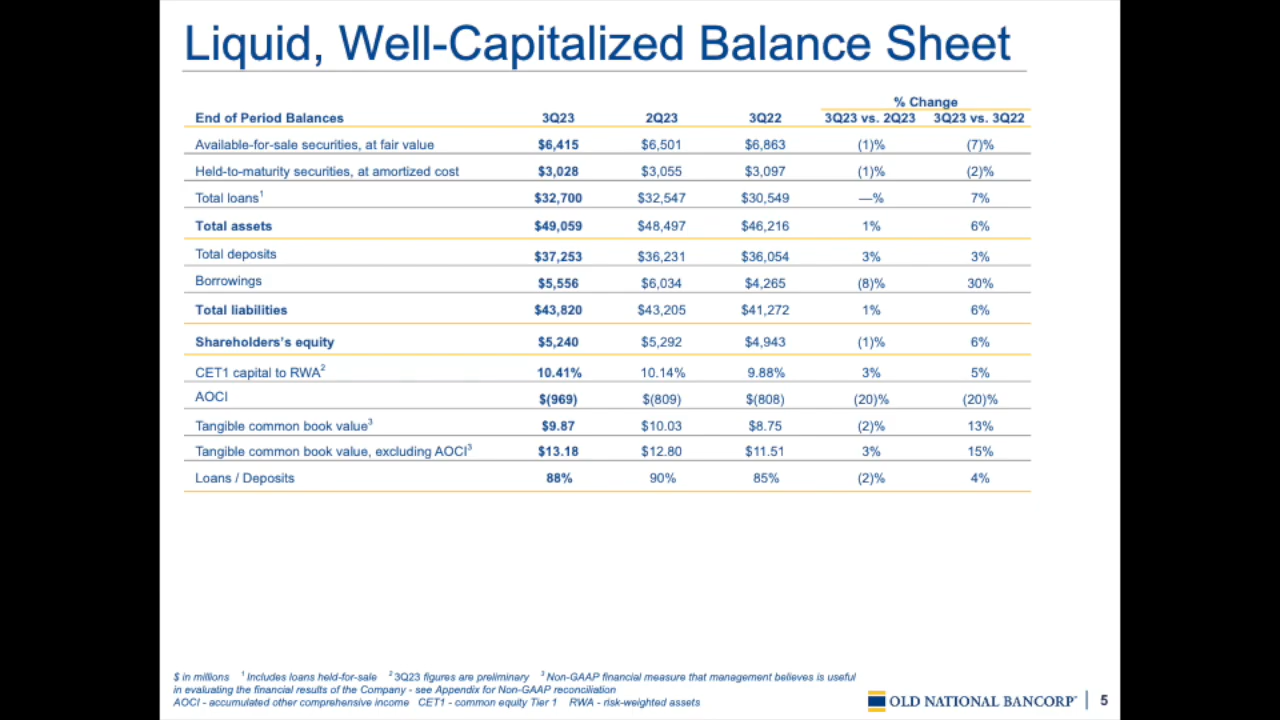 Liquid, Well-Capitalized Balance Sheet
% Change
End of Period Balances 3Q23 2Q23 3Q22 3Q23 vs. 2Q23 3Q23 vs. 3Q22
Available-for-sale securities, at fair value $6,415 $6,501 $6,863 (1)% (7)%
Held-to-maturity securities, at amortized cost $3,028 $3,055 $3,097 (1)% (2)%
Total loans1 $32,700 $32,547 $30,549 —% 7%
Total assets $49,059 $48,497 $46,216 1% 6%
Total deposits $37,253 $36,231 $36,054 3% 3%
Borrowings $5,556 $6,034 $4,265 (8)% 30%
Total liabilities $43,820 $43,205 $41,272 1% 6%
Shareholders's equity $5,240 $5,292 $4,943 (1)% 6%
CET1 capital to RWA2 10.41% 10.14% 9.88% 3% 5%
AOCI $(969) $(809) $(808) (20)% (20)%
Tangible common book value3 $9.87 $10.03 $8.75 (2)% 13%
Tangible common book value, excluding AOCI3 $13.18 $12.80 $11.51 3% 15%
Loans / Deposits 88% 90% 85% (2)% 4%
$ in millions 1 Includes loans held-for-sale 2 3Q23 figures are preliminary 3 Non-GAAP financial measure that management believes is useful
in evaluating the financial results of the Company - see Appendix for Non-GAAP reconciliation
AOCI - accumulated other comprehensive income CET1 - common equity Tier 1 RWA - risk-weighted assets
OLD NATIONAL BANCORP 5